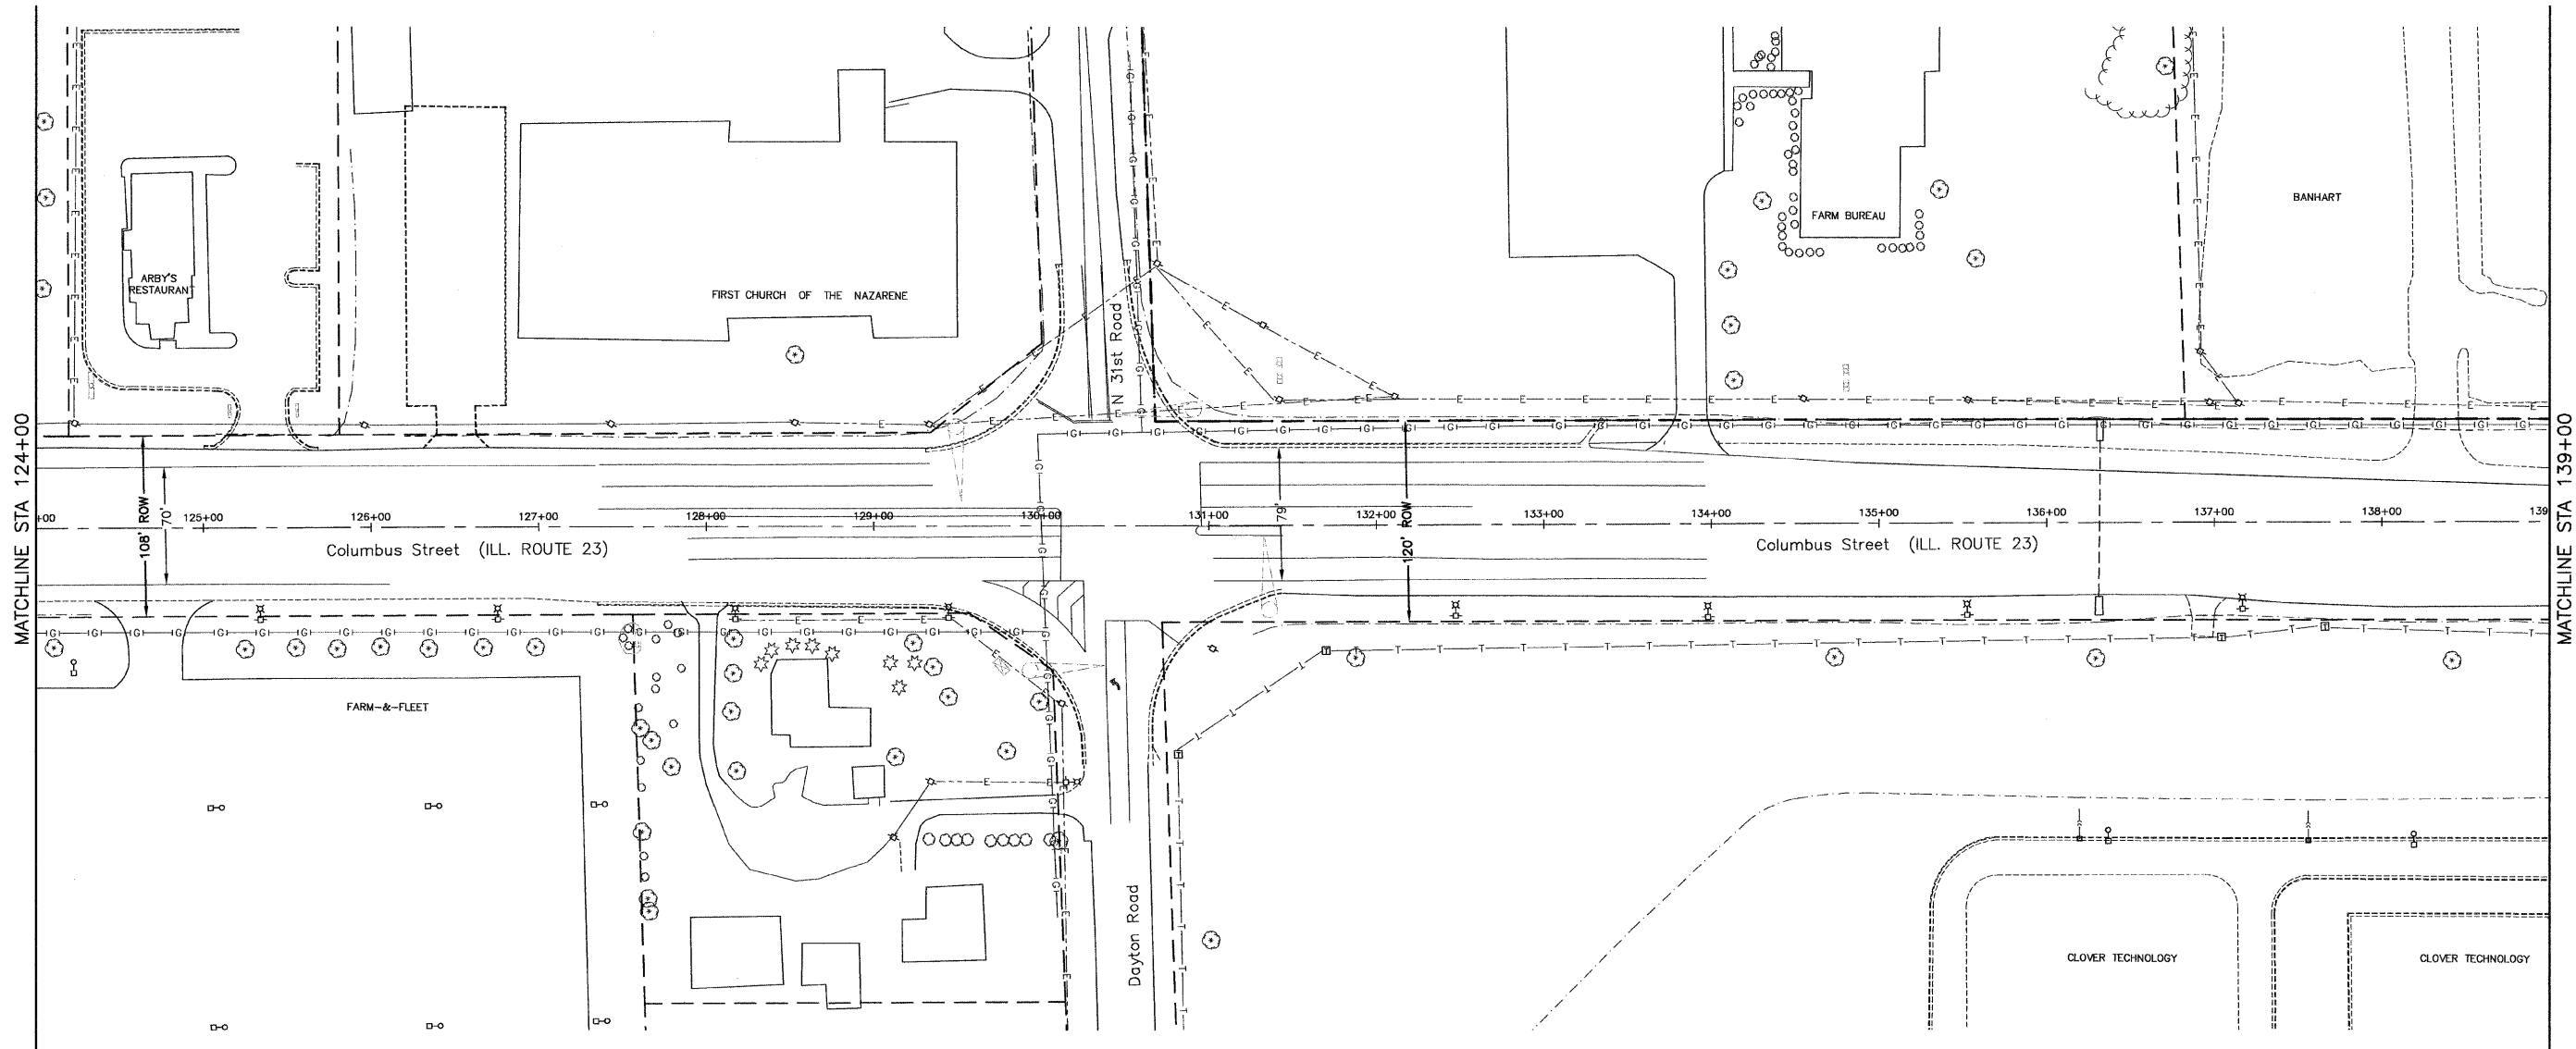 MATCHLINE STA 124+00
ARBY'S
RESTAURANT
FIRST CHURCH OF THE NAZARENE
N 31st Road
FARM BUREAU
BANHART
108' ROW
70'
79'
120' ROW
+00
125+00
126+00
127+00
128+00
129+00
130+00
131+00
132+00
133+00
134+00
135+00
136+00
137+00
138+00
139
Columbus Street (ILL. ROUTE 23)
Columbus Street (ILL. ROUTE 23)
FARM-&-FLEET
Dayton Road
CLOVER TECHNOLOGY
CLOVER TECHNOLOGY
MATCHLINE STA 139+00